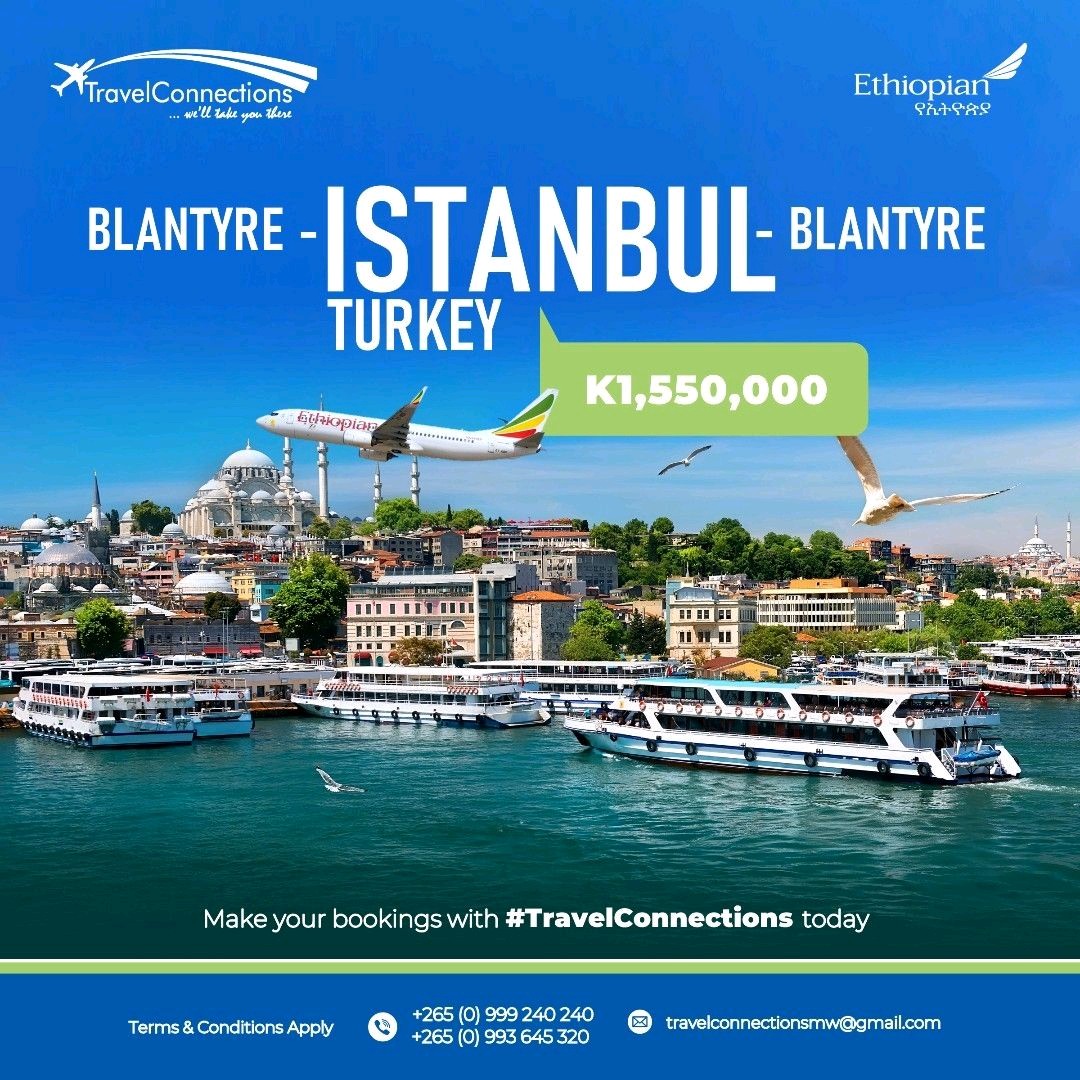 TravelConnections
... we'll take you there
Ethiopian
የኢትዮጵያ
BLANTYRE - ISTANBUL - BLANTYRE
TURKEY
K1,550,000
Ethiopian
Make your bookings with #TravelConnections today
Terms & Conditions Apply
+265 (0) 999 240 240
+265 (0) 993 645 320
travelconnectionsmw@gmail.com